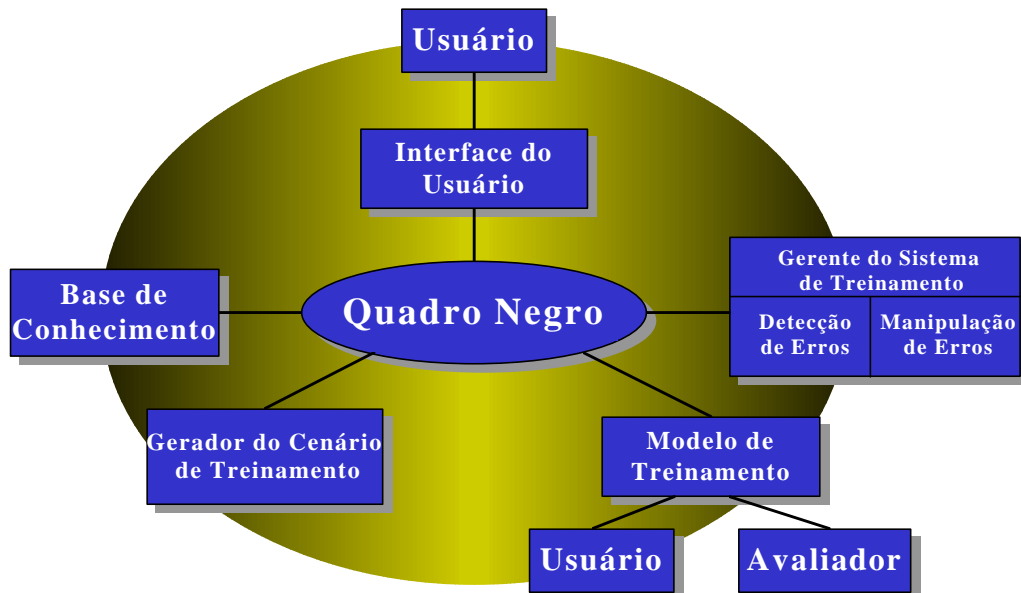 Usuário
Interface do
Usuário
Gerente do Sistema
de Treinamento
Detecção
de Erros
Manipulação
de Erros
Base de
Conhecimento
Quadro Negro
Gerador do Cenário
de Treinamento
Modelo de
Treinamento
Usuário
Avaliador